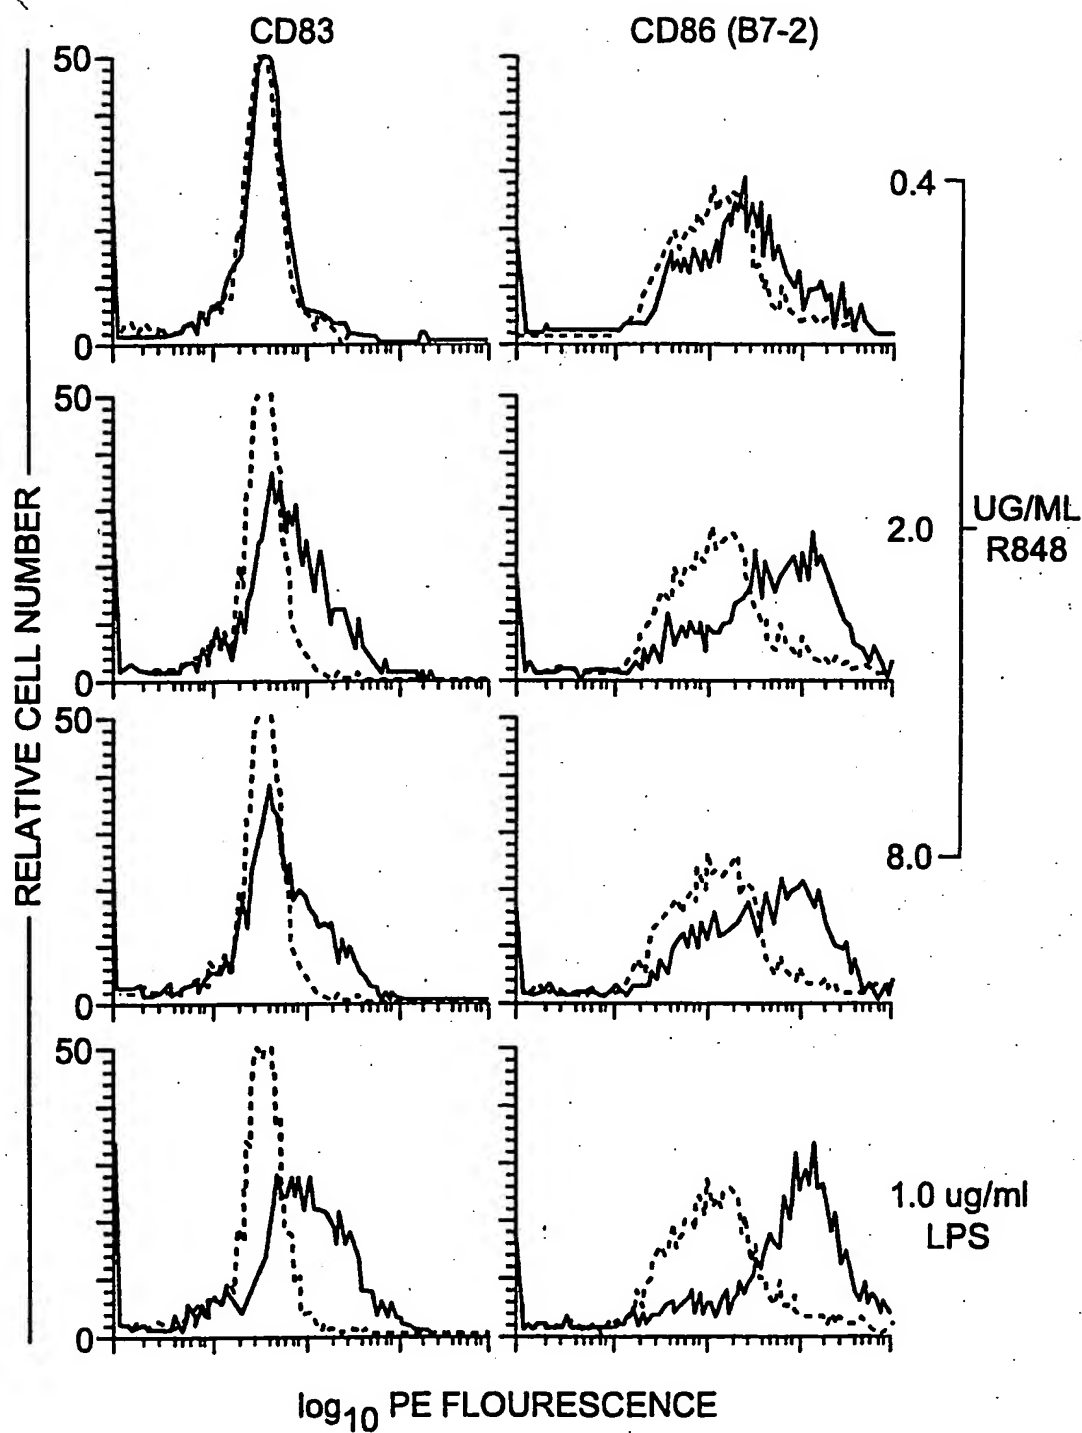 CD83
CD86 (B7-2)
50
0
0.4
50
0
2.0
UG/ML
R848
50
0
8.0
50
0
1.0 ug/ml
LPS
RELATIVE CELL NUMBER
log10 PE FLOURESCENCE